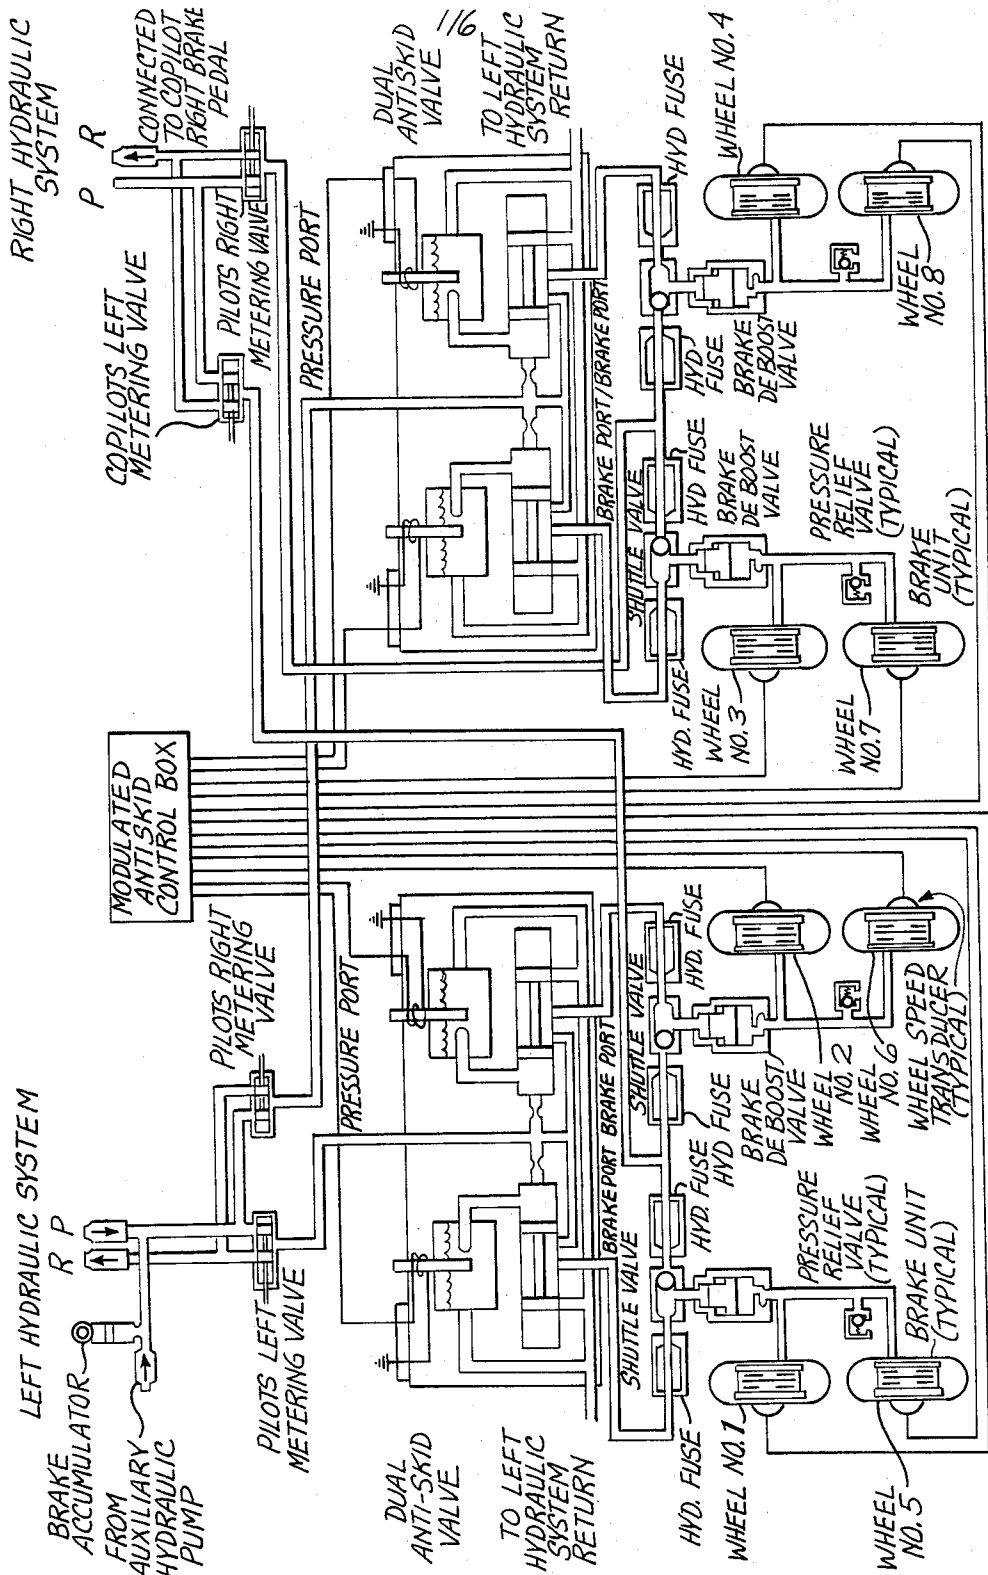 LEFT HYDRAULIC SYSTEM
RIGHT HYDRAULIC
SYSTEM
BRAKE
ACCUMULATOR
FROM
AUXILIARY
HYDRAULIC
PUMP
R P
P R
CONNECTED
TO COPILOT
RIGHT BRAKE
PEDAL
COPILOTS LEFT
METERING VALVE
PILOTS RIGHT
METERING VALVE
MODULATED
ANTISKID
CONTROL BOX
PILOTS RIGHT
METERING
VALVE
PILOTS LEFT
METERING VALVE
PRESSURE PORT
PRESSURE PORT
116
DUAL
ANTI-SKID
VALVE
DUAL
ANTISKID
VALVE
TO LEFT
HYDRAULIC
SYSTEM
RETURN
TO LEFT
HYDRAULIC
SYSTEM
RETURN
BRAKE PORT
BRAKE PORT
BRAKE PORT/BRAKE PORT
SHUTTLE VALVE
SHUTTLE VALVE
SHUTTLE VALVE
HYD. FUSE
HYD. FUSE
HYD FUSE
HYD. FUSE
HYD. FUSE
HYD FUSE
HYD
FUSE
HYD FUSE
BRAKE
DE BOOST
VALVE
BRAKE
DE BOOST
VALVE
BRAKE
DE BOOST
VALVE
WHEEL NO. 1
WHEEL
NO. 2
WHEEL
NO. 3
WHEEL NO. 4
PRESSURE
RELIEF
VALVE
(TYPICAL)
PRESSURE
RELIEF
VALVE
(TYPICAL)
WHEEL
NO. 5
BRAKE UNIT
(TYPICAL)
WHEEL
NO. 6
WHEEL SPEED
TRANSDUCER
(TYPICAL)
WHEEL
NO. 7
BRAKE
UNIT
(TYPICAL)
WHEEL
NO. 8